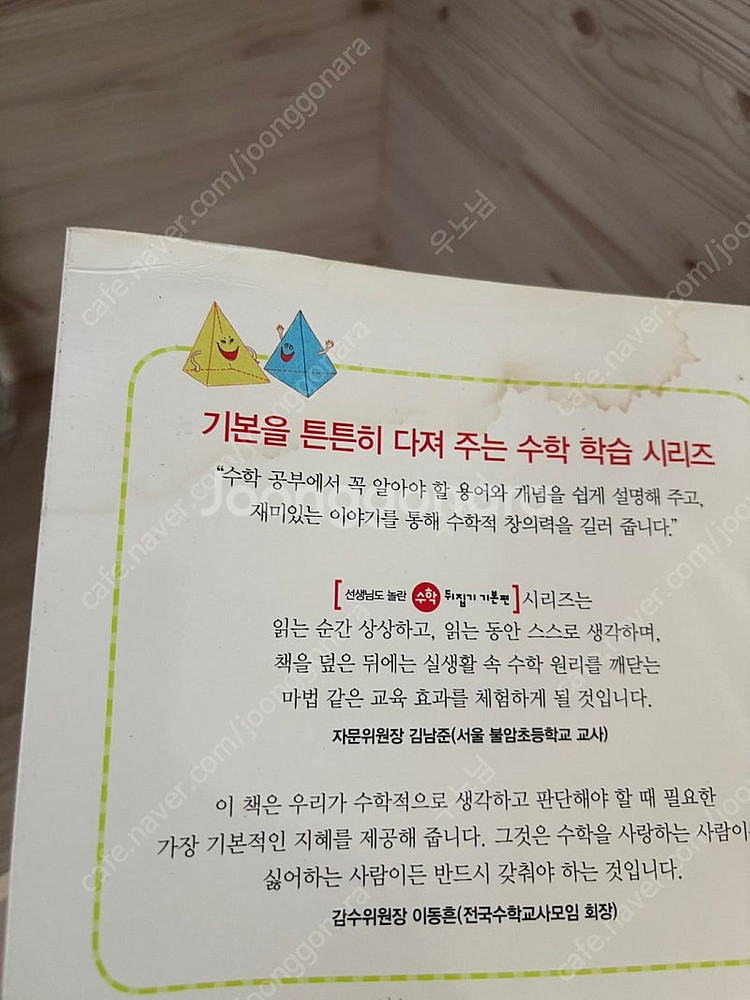 기본을 튼튼히 다져 주는 수학 학습 시리즈
“수학 공부에서 꼭 알아야 할 용어와 개념을 쉽게 설명해 주고,
재미있는 이야기를 통해 수학적 창의력을 길러 줍니다.”
[선생님도 놀란 수학 뒤집기 기본편] 시리즈는
읽는 순간 상상하고, 읽는 동안 스스로 생각하며,
책을 덮은 뒤에는 실생활 속 수학 원리를 깨닫는
마법 같은 교육 효과를 체험하게 될 것입니다.
자문위원장 김남준(서울 불암초등학교 교사)
이 책은 우리가 수학적으로 생각하고 판단해야 할 때 필요한
가장 기본적인 지혜를 제공해 줍니다. 그것은 수학을 사랑하는 사람이
싫어하는 사람이든 반드시 갖춰야 하는 것입니다.
감수위원장 이동흔(전국수학교사모임 회장)
cafe.naver.com/joonggonara
우노님
Joonggonara